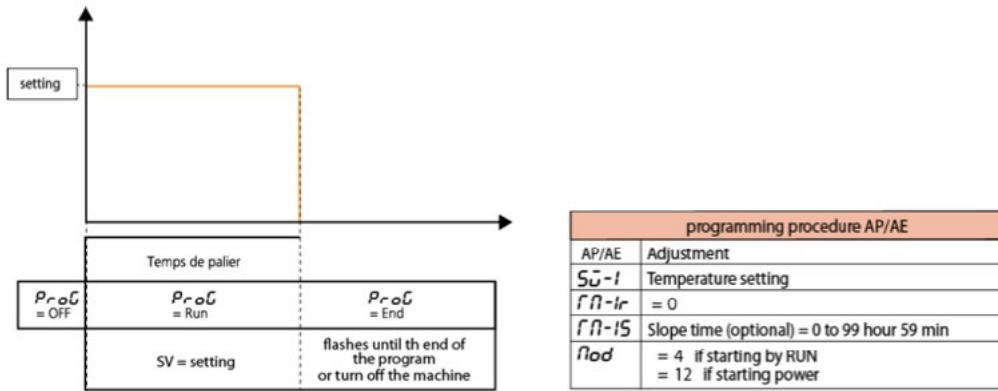 setting
Temps de palier
ProG
= OFF
ProG
= Run
ProG
= End
SV = setting
flashes until th end of
the program
or turn off the machine
programming procedure AP/AE
AP/AE Adjustment
SV-1 Temperature setting
TM-1r = 0
TM-1S Slope time (optional) = 0 to 99 hour 59 min
Mod = 4 if starting by RUN
= 12 if starting power